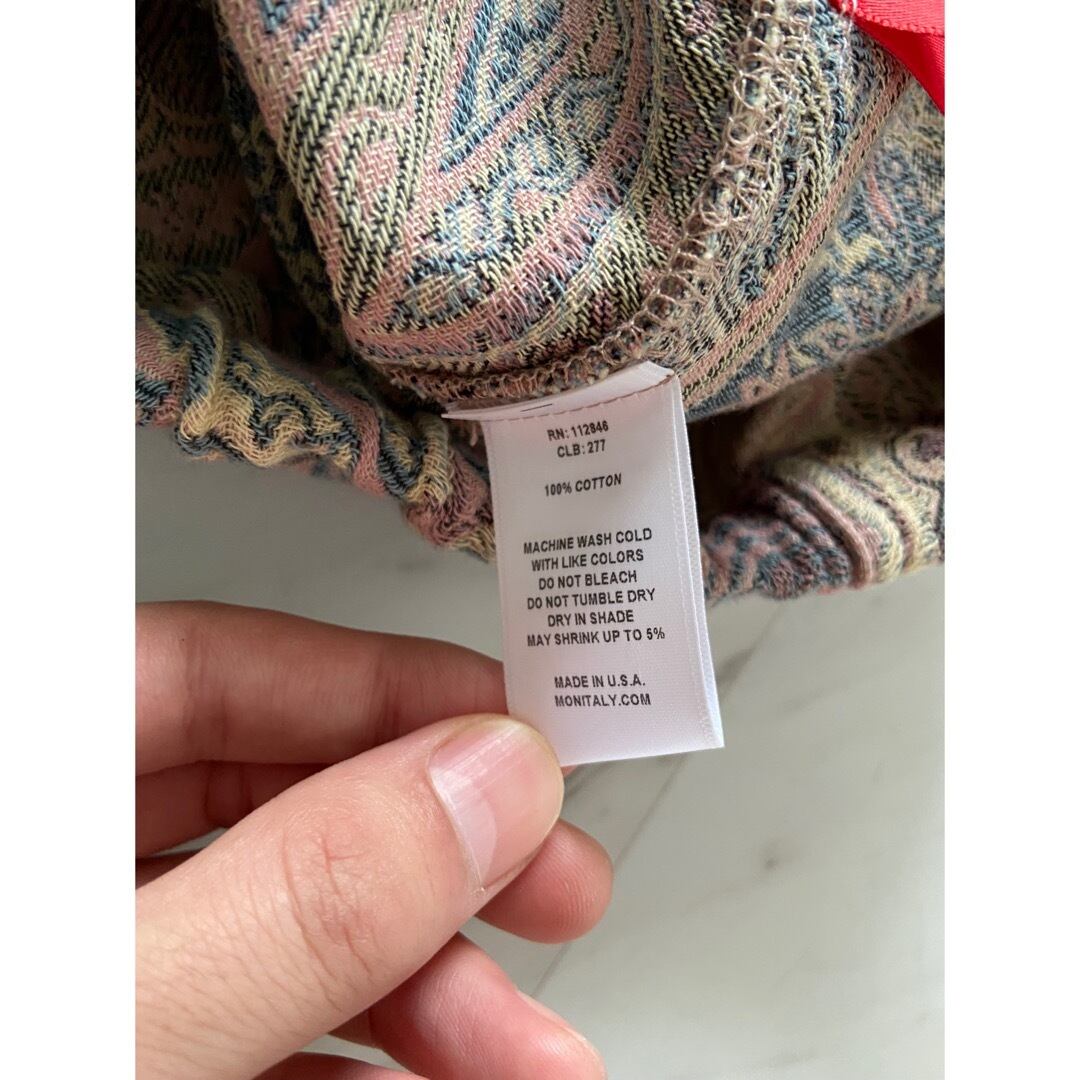 RN: 112846
CLB: 277
100% COTTON
MACHINE WASH COLD
WITH LIKE COLORS
DO NOT BLEACH
DO NOT TUMBLE DRY
DRY IN SHADE
MAY SHRINK UP TO 5%
MADE IN U.S.A.
MONITALY.COM